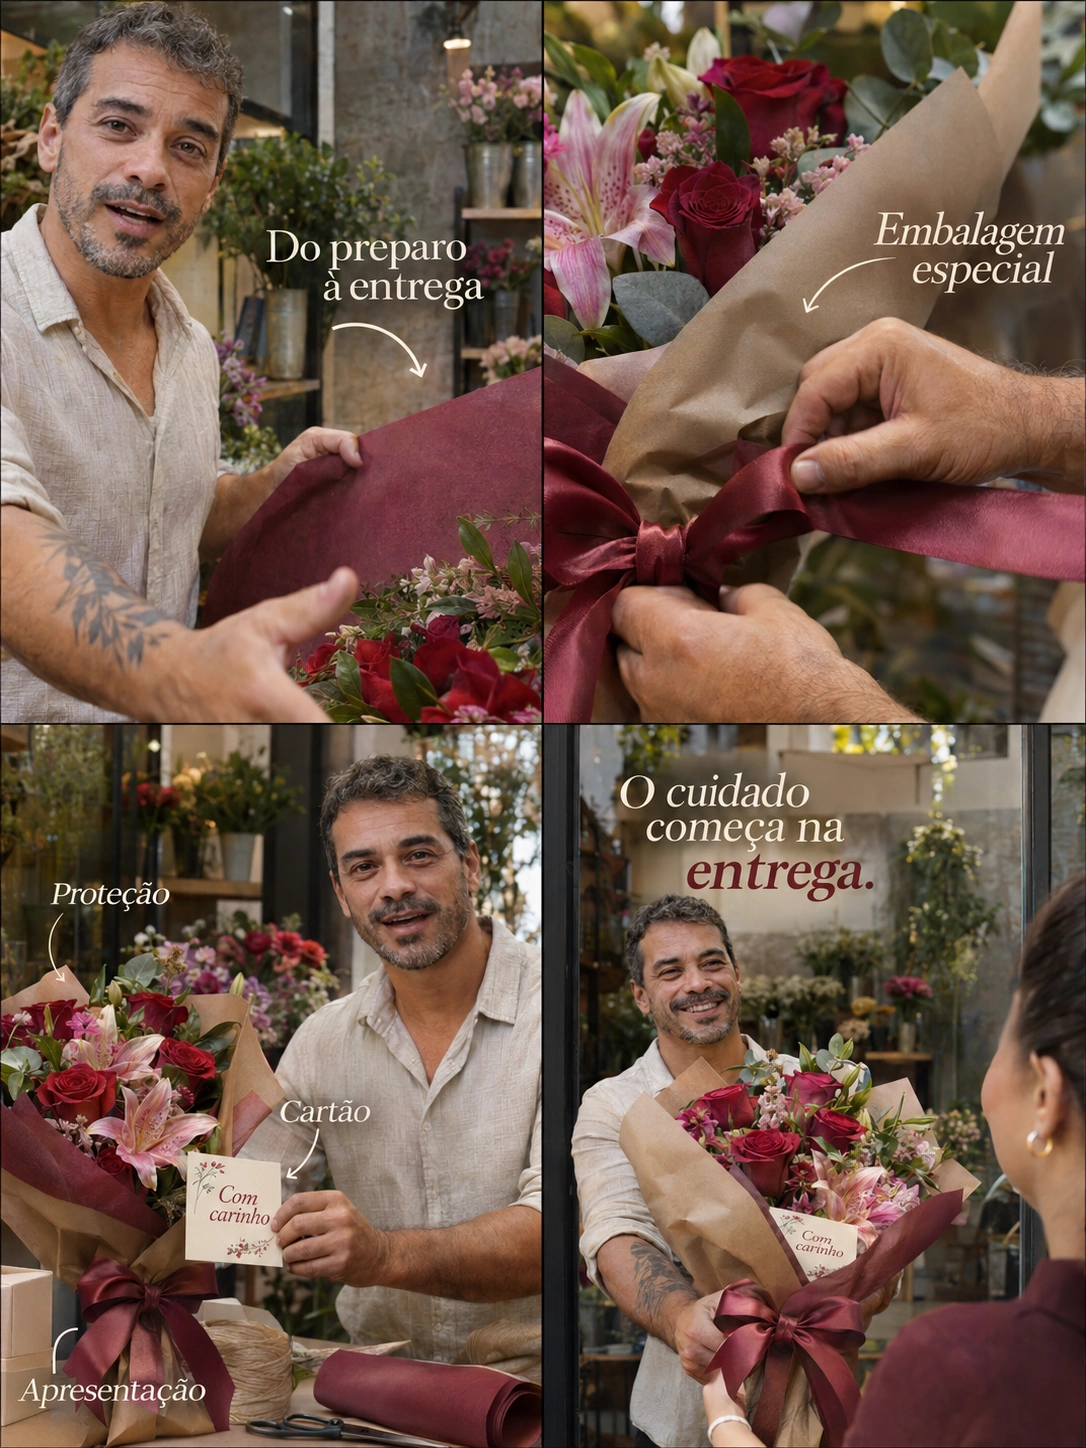 Do preparo
à entrega
Embalagem
especial
Proteção
Cartão
Com
carinho
Apresentação
O cuidado
começa na
entrega.
Com
carinho